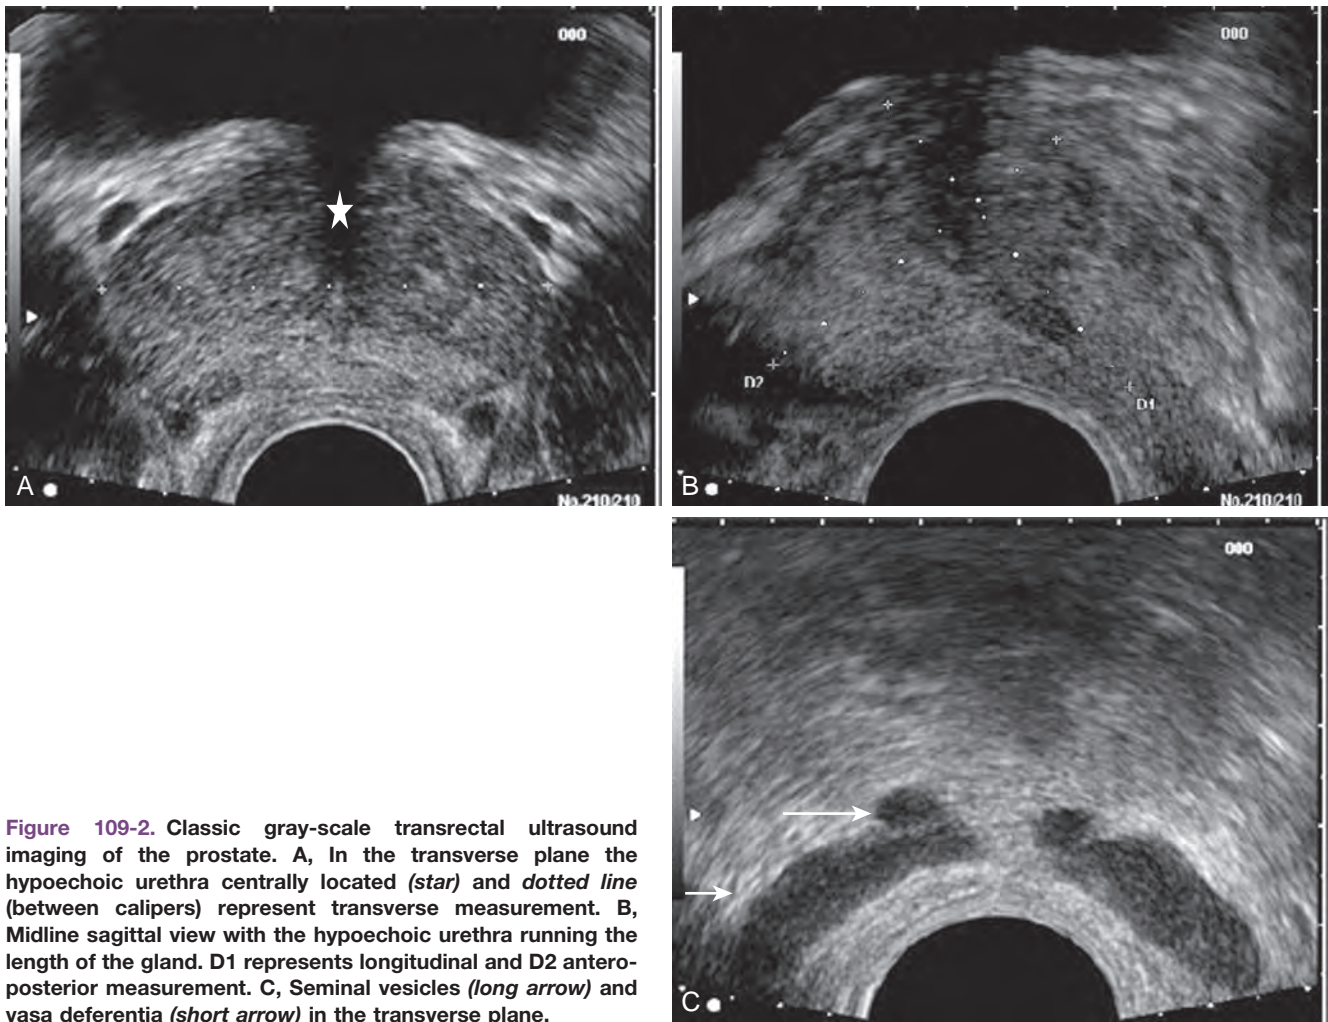 000
A
No.210/210
000
D2
D1
B
No.210/210
000
C
Figure 109-2. Classic gray-scale transrectal ultrasound
imaging of the prostate. A, In the transverse plane the
hypoechoic urethra centrally located (star) and dotted line
(between calipers) represent transverse measurement. B,
Midline sagittal view with the hypoechoic urethra running the
length of the gland. D1 represents longitudinal and D2 antero-
posterior measurement. C, Seminal vesicles (long arrow) and
vasa deferentia (short arrow) in the transverse plane.